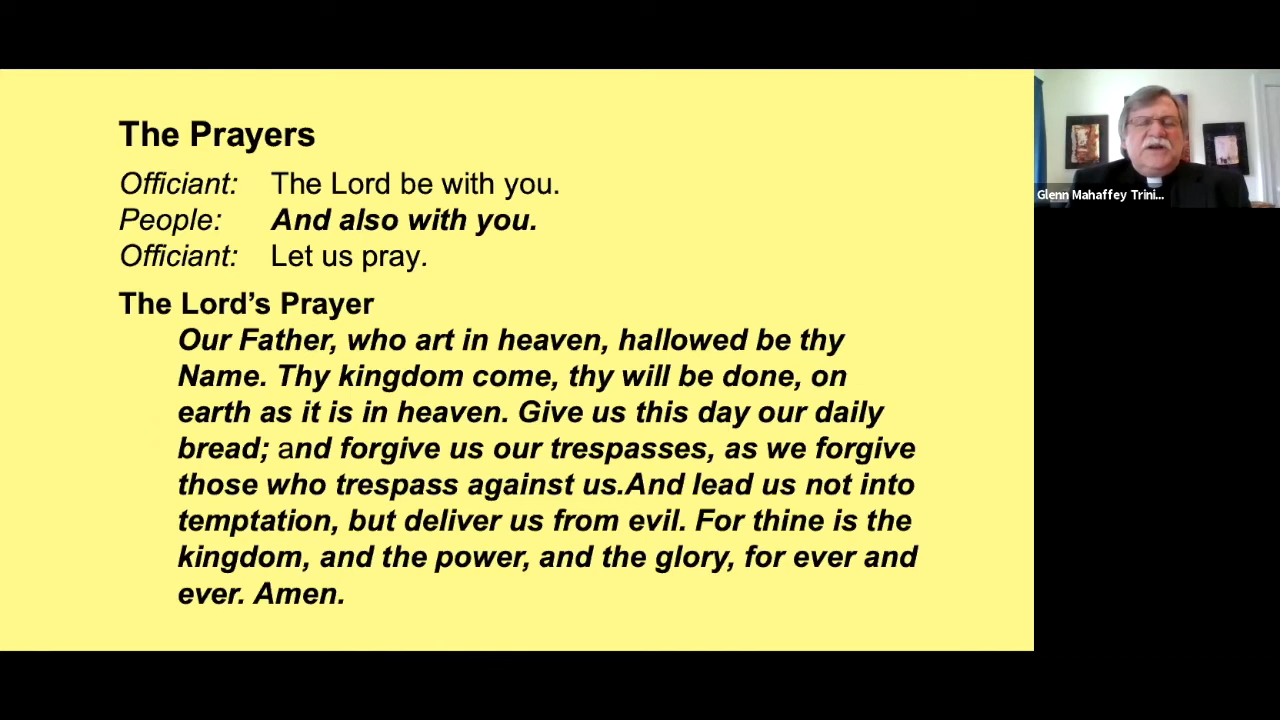 The Prayers
Officiant: The Lord be with you.
People: And also with you.
Officiant: Let us pray.
The Lord’s Prayer
Our Father, who art in heaven, hallowed be thy
Name. Thy kingdom come, thy will be done, on
earth as it is in heaven. Give us this day our daily
bread; and forgive us our trespasses, as we forgive
those who trespass against us.And lead us not into
temptation, but deliver us from evil. For thine is the
kingdom, and the power, and the glory, for ever and
ever. Amen.
Glenn Mahaffey Trini...